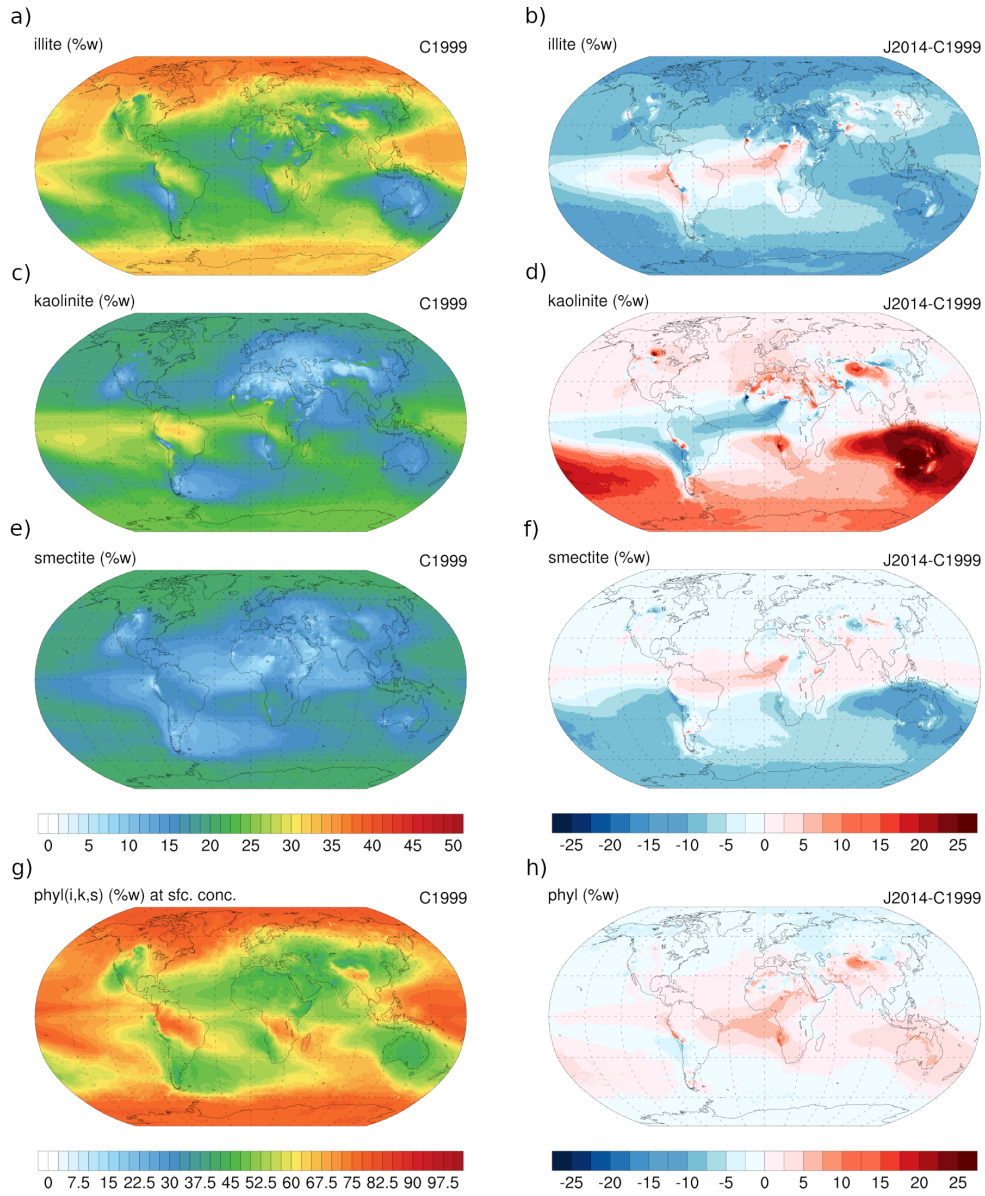 a) b)
illite (%w) C1999 illite (%w) J2014-C1999
c) d)
kaolinite (%w) C1999 kaolinite (%w) J2014-C1999
e) f)
smectite (%w) C1999 smectite (%w) J2014-C1999
0 5 10 15 20 25 30 35 40 45 50 -25 -20 -15 -10 -5 0 5 10 15 20 25
g) h)
phyl(i,k,s) (%w) at sfc. conc. C1999 phyl (%w) J2014-C1999
0 7.5 15 22.5 30 37.5 45 52.5 60 67.5 75 82.5 90 97.5 -25 -20 -15 -10 -5 0 5 10 15 20 25